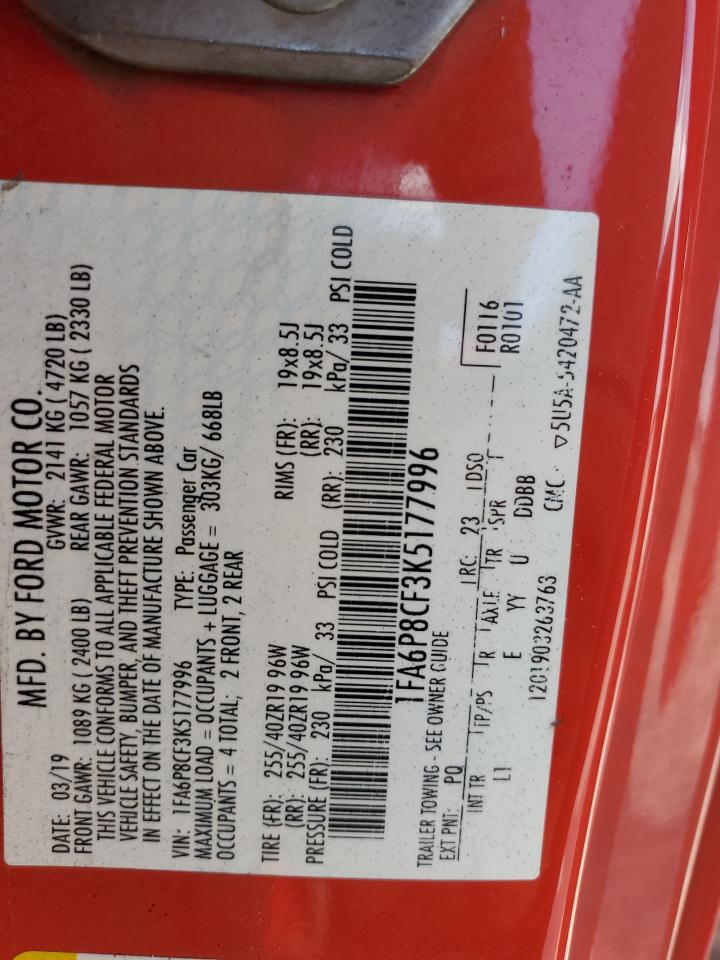 MFD. BY FORD MOTOR CO.
DATE: 03/19 GVWR: 2141 KG ( 4720 LB)
FRONT GAWR: 1089 KG ( 2400 LB) REAR GAWR: 1057 KG ( 2330 LB)
THIS VEHICLE CONFORMS TO ALL APPLICABLE FEDERAL MOTOR
VEHICLE SAFETY, BUMPER, AND THEFT PREVENTION STANDARDS
IN EFFECT ON THE DATE OF MANUFACTURE SHOWN ABOVE.
VIN: 1FA6P8CF3K5177996 TYPE: Passenger Car
MAXIMUM LOAD = OCCUPANTS + LUGGAGE = 303KG/ 668LB
OCCUPANTS = 4 TOTAL; 2 FRONT, 2 REAR
TIRE (FR): 255/40ZR19 96W RIMS (FR): 19x8.5J
(RR): 255/40ZR19 96W (RR): 19x8.5J
PRESSURE (FR): 230 kPa/ 33 PSI COLD (RR): 230 kPa/ 33 PSI COLD
1FA6P8CF3K5177996
TRAILER TOWING - SEE OWNER GUIDE
EXT PNT: PQ RC: 23 DSO F0116
INT TR TP/PS R AXLE TR SPR T R0101
L1 E YY U DDBB
1201903263763 CMC 5U5A-5420472-AA